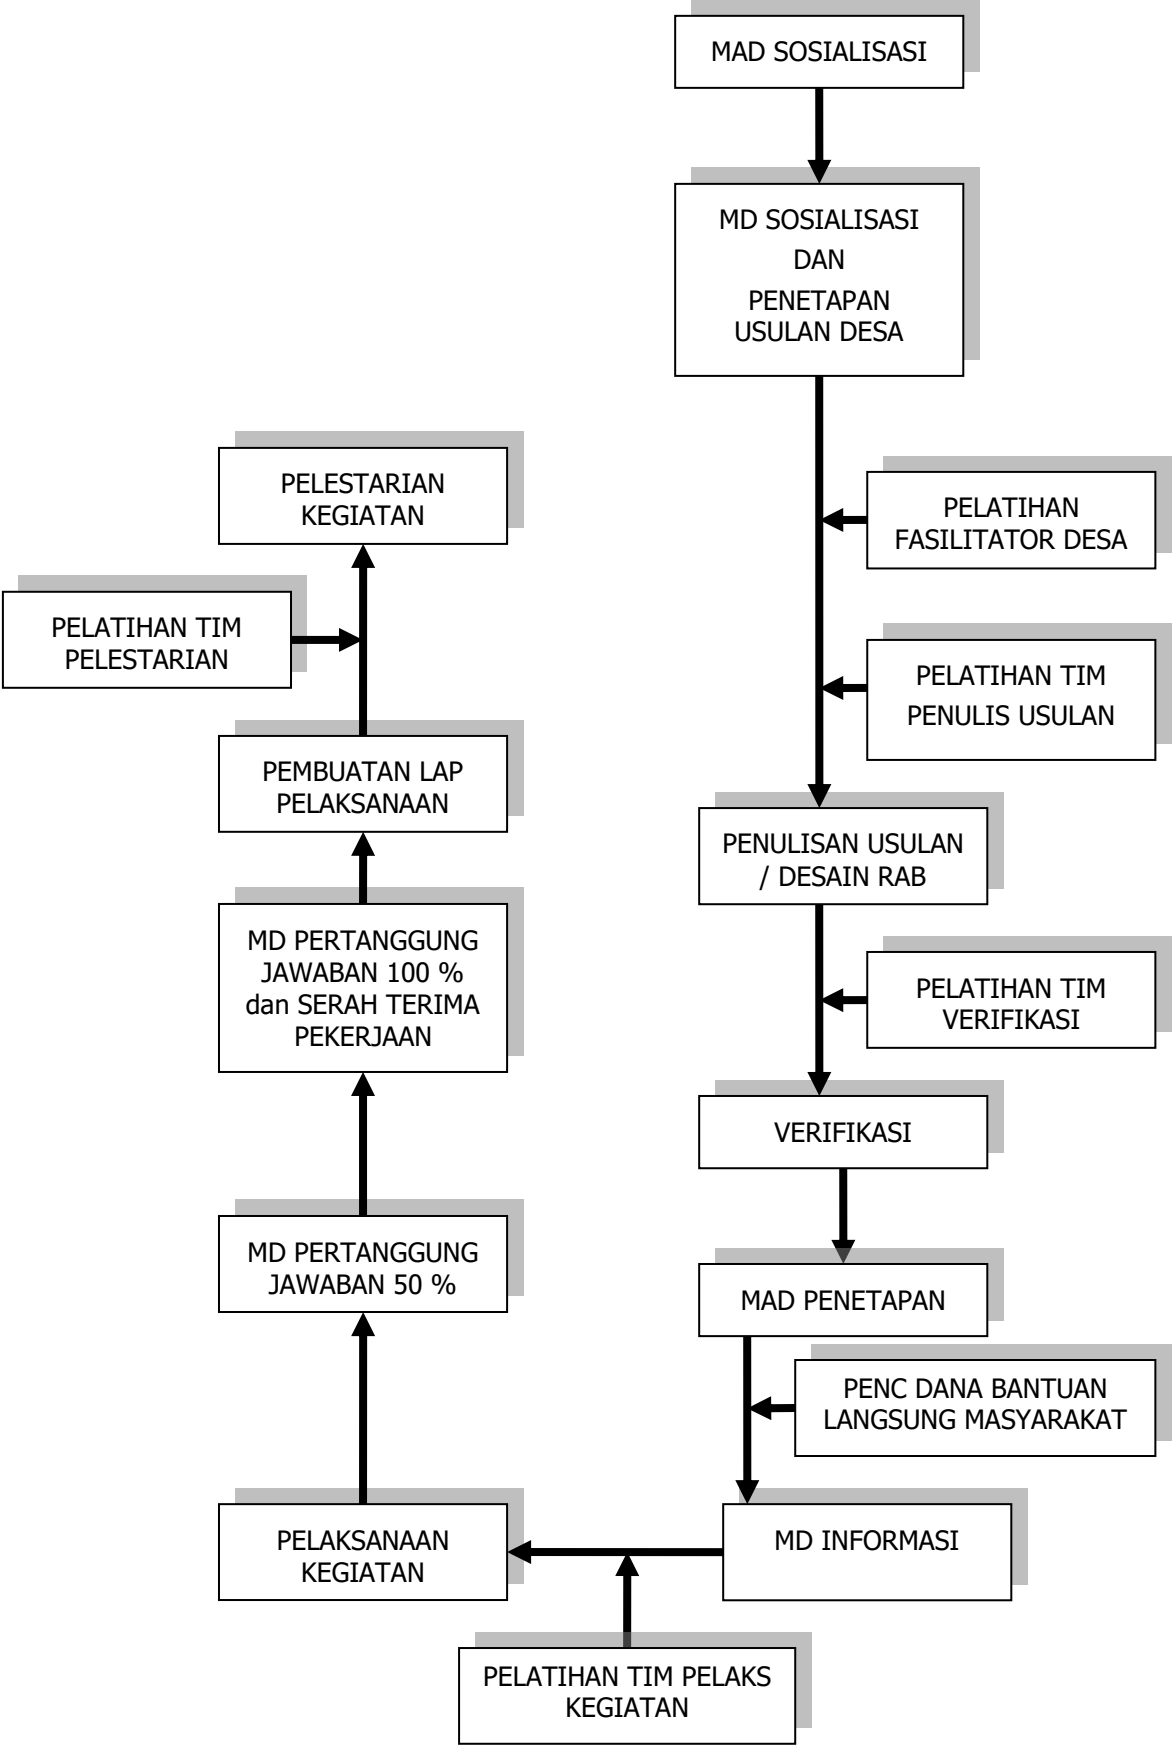 MAD SOSIALISASI
MD SOSIALISASI
DAN
PENETAPAN
USULAN DESA
PELATIHAN
FASILITATOR DESA
PELATIHAN TIM
PENULIS USULAN
PENULISAN USULAN
/ DESAIN RAB
PELATIHAN TIM
VERIFIKASI
VERIFIKASI
MAD PENETAPAN
PENC DANA BANTUAN
LANGSUNG MASYARAKAT
MD INFORMASI
PELATIHAN TIM PELAKS
KEGIATAN
PELAKSANAAN
KEGIATAN
MD PERTANGGUNG
JAWABAN 50 %
MD PERTANGGUNG
JAWABAN 100 %
dan SERAH TERIMA
PEKERJAAN
PEMBUATAN LAP
PELAKSANAAN
PELATIHAN TIM
PELESTARIAN
PELESTARIAN
KEGIATAN